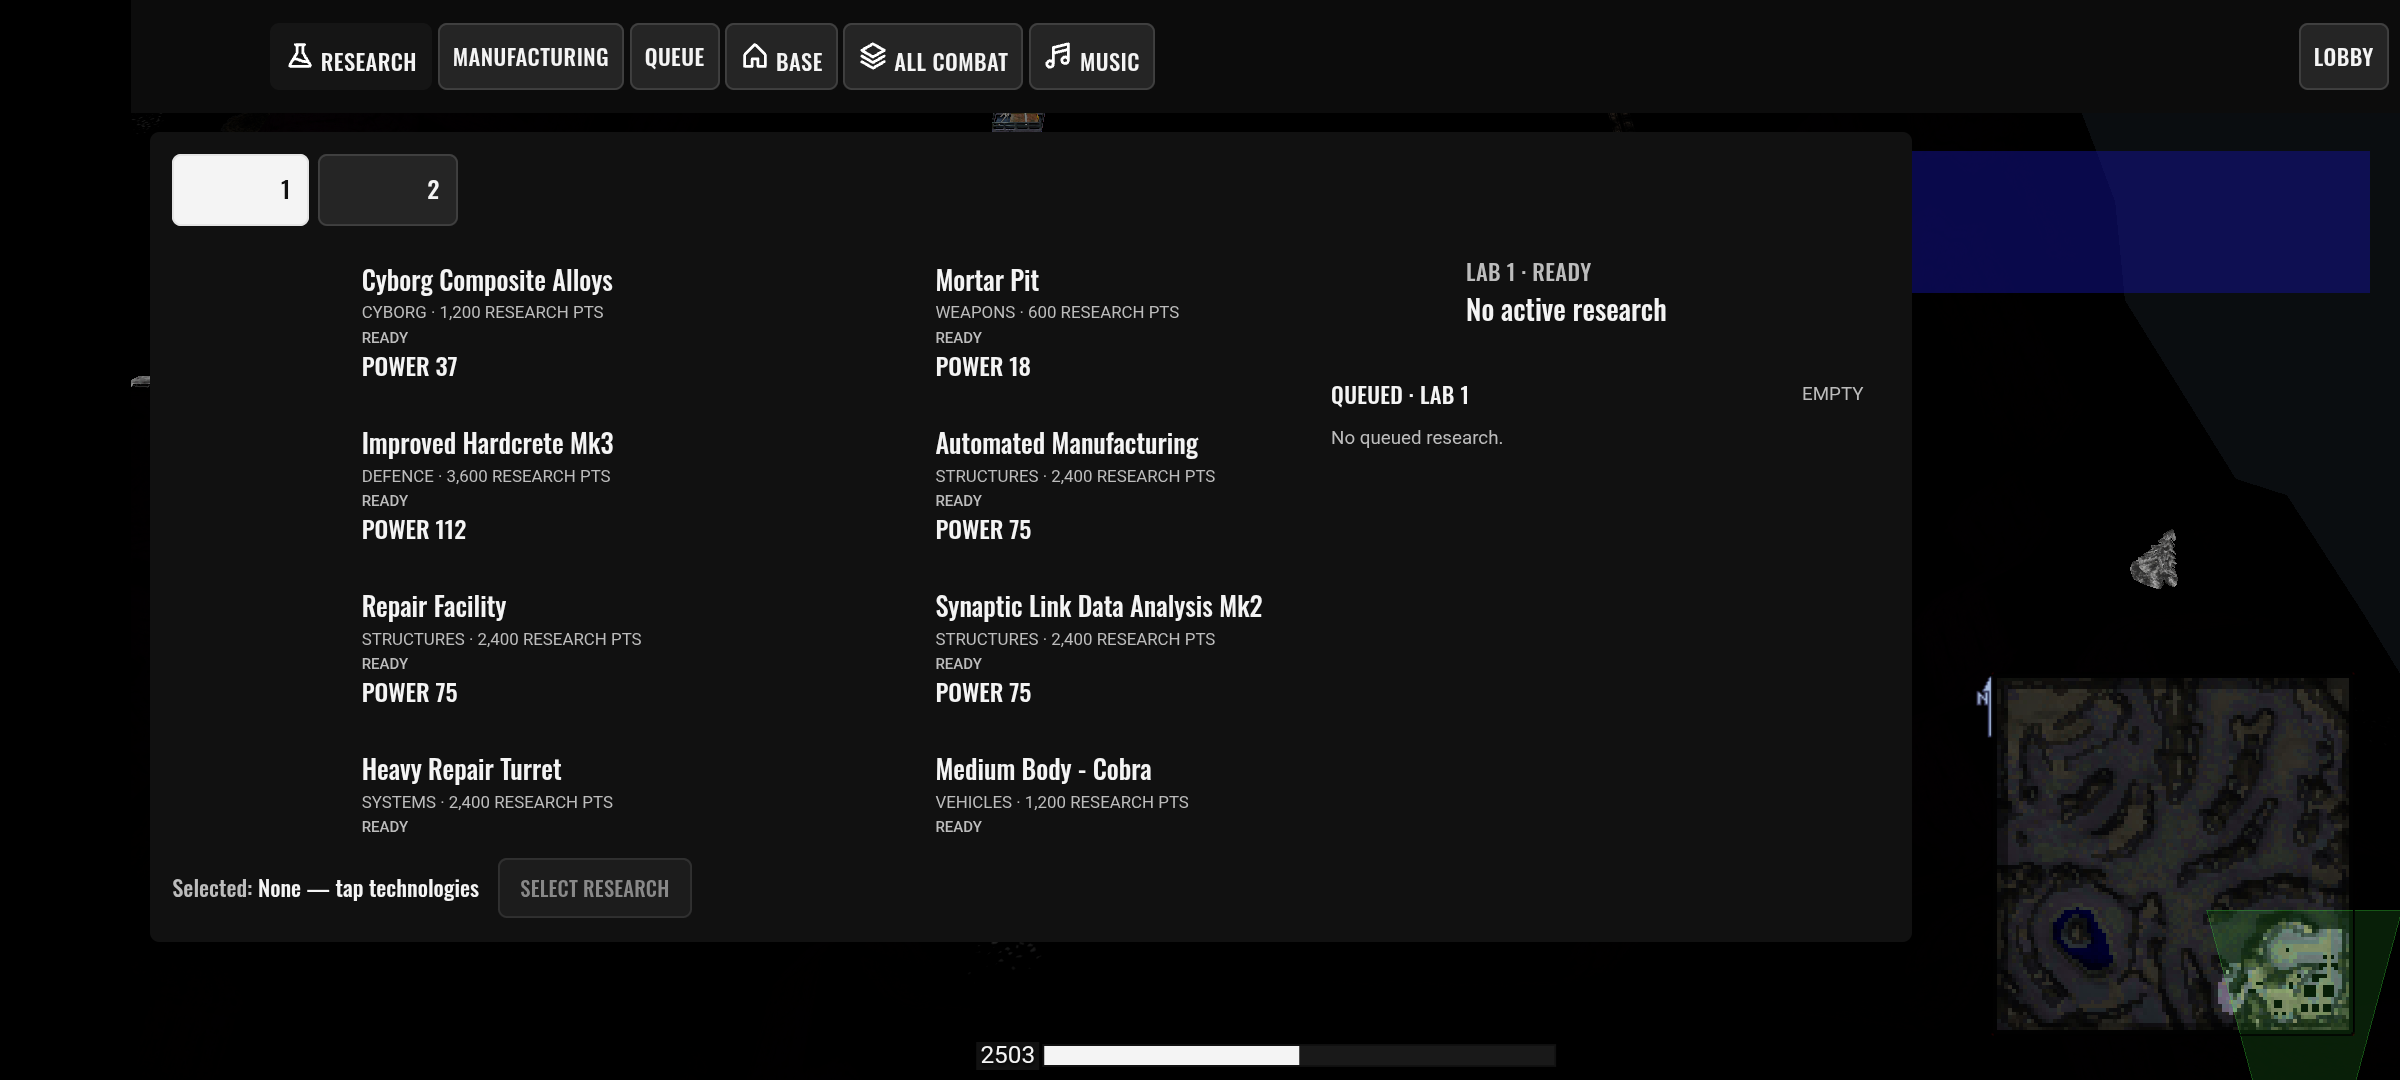 RESEARCH
MANUFACTURING
QUEUE
BASE
ALL COMBAT
MUSIC
LOBBY
1
2
Cyborg Composite Alloys
CYBORG · 1,200 RESEARCH PTS
READY
POWER 37
Mortar Pit
WEAPONS · 600 RESEARCH PTS
READY
POWER 18
Improved Hardcrete Mk3
DEFENCE · 3,600 RESEARCH PTS
READY
POWER 112
Automated Manufacturing
STRUCTURES · 2,400 RESEARCH PTS
READY
POWER 75
Repair Facility
STRUCTURES · 2,400 RESEARCH PTS
READY
POWER 75
Synaptic Link Data Analysis Mk2
STRUCTURES · 2,400 RESEARCH PTS
READY
POWER 75
Heavy Repair Turret
SYSTEMS · 2,400 RESEARCH PTS
READY
Medium Body - Cobra
VEHICLES · 1,200 RESEARCH PTS
READY
LAB 1 · READY
No active research
QUEUED · LAB 1
EMPTY
No queued research.
Selected: None — tap technologies
SELECT RESEARCH
N
2503